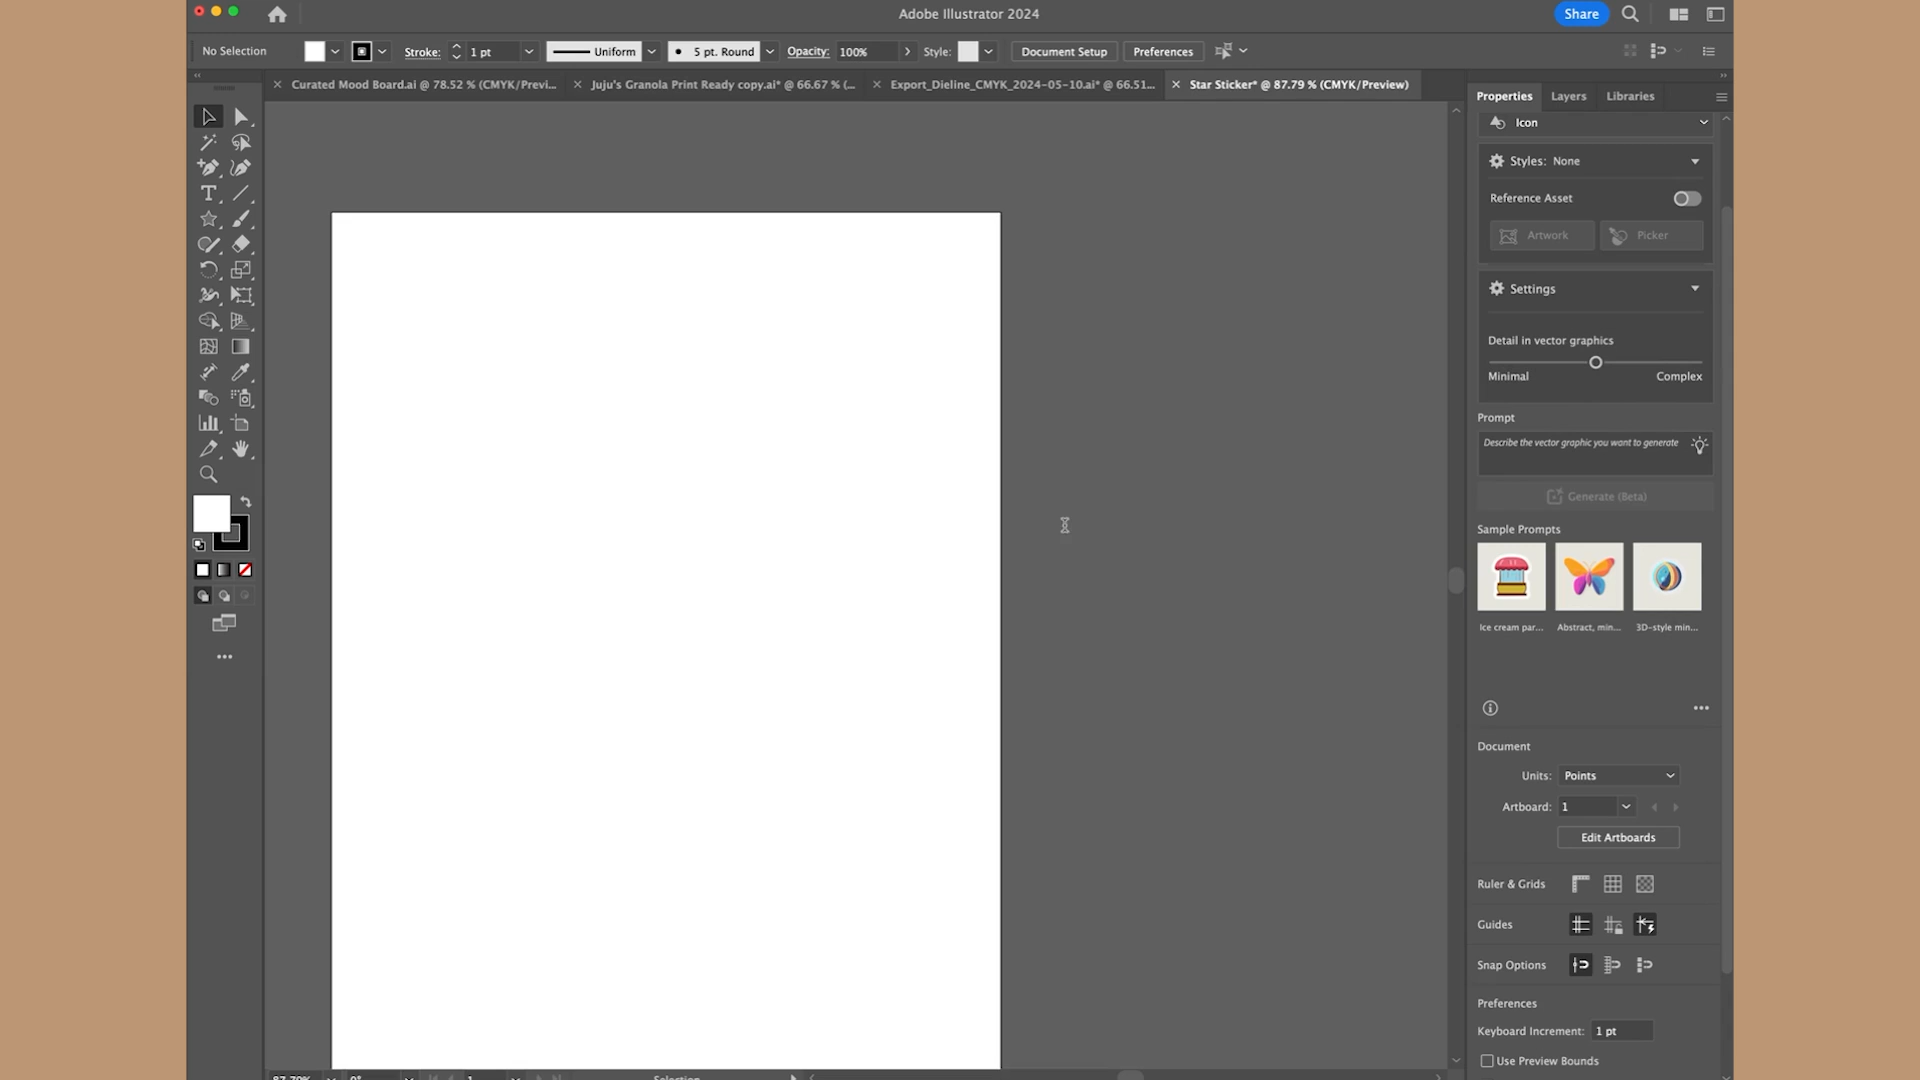 Adobe Illustrator 2024
Share
No Selection
Stroke:
1 pt
Uniform
5 pt. Round
Opacity:
100%
Style:
Document Setup
Preferences
Curated Mood Board.ai @ 78.52 % (CMYK/Previ...
Juju's Granola Print Ready copy.ai* @ 66.67 % (...
Export_Dieline_CMYK_2024-05-10.ai* @ 66.51...
Star Sticker* @ 87.79 % (CMYK/Preview)
Properties
Layers
Libraries
Icon
Styles: None
Reference Asset
Artwork
Picker
Settings
Detail in vector graphics
Minimal
Complex
Prompt
Describe the vector graphic you want to generate
Generate (Beta)
Sample Prompts
Ice cream par...
Abstract, min...
3D-style min...
Document
Units:
Points
Artboard:
1
Edit Artboards
Ruler & Grids
Guides
Snap Options
Preferences
Keyboard Increment:
1 pt
Use Preview Bounds
87.79%
0°
1
Selection